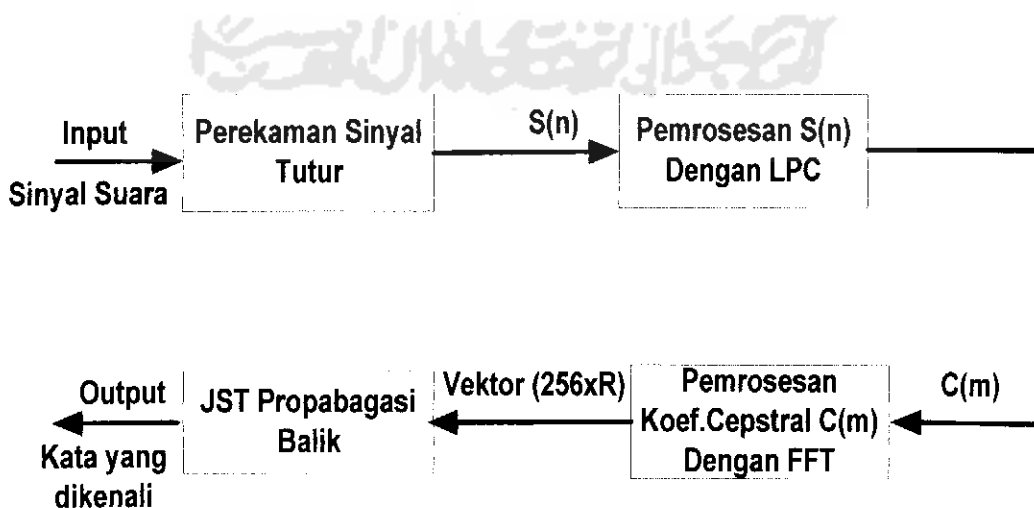 Input
Sinyal Suara
Perekaman Sinyal
Tutur
S(n)
Pemrosesan S(n)
Dengan LPC
C(m)
Pemrosesan
Koef.Cepstral C(m)
Dengan FFT
Vektor (256xR)
JST Propabagasi
Balik
Output
Kata yang
dikenali